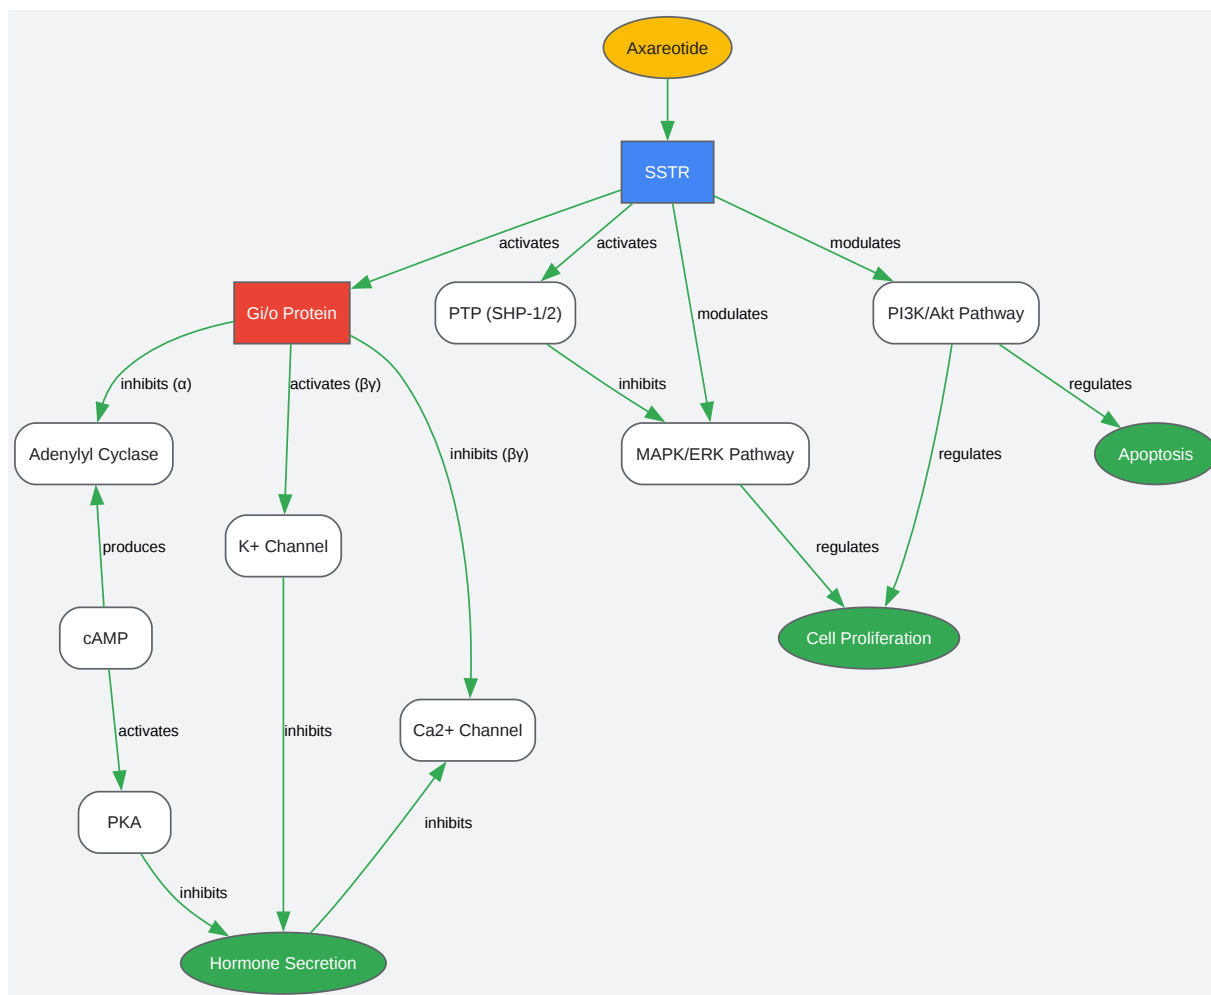 Axareotide
SSTR
activates
activates
modulates
Gi/o Protein
PTP (SHP-1/2)
modulates
PI3K/Akt Pathway
inhibits (α)
activates (βγ)
inhibits
regulates
Adenylyl Cyclase
inhibits (βγ)
MAPK/ERK Pathway
regulates
Apoptosis
produces
K+ Channel
regulates
cAMP
Cell Proliferation
activates
inhibits
Ca2+ Channel
PKA
inhibits
inhibits
Hormone Secretion